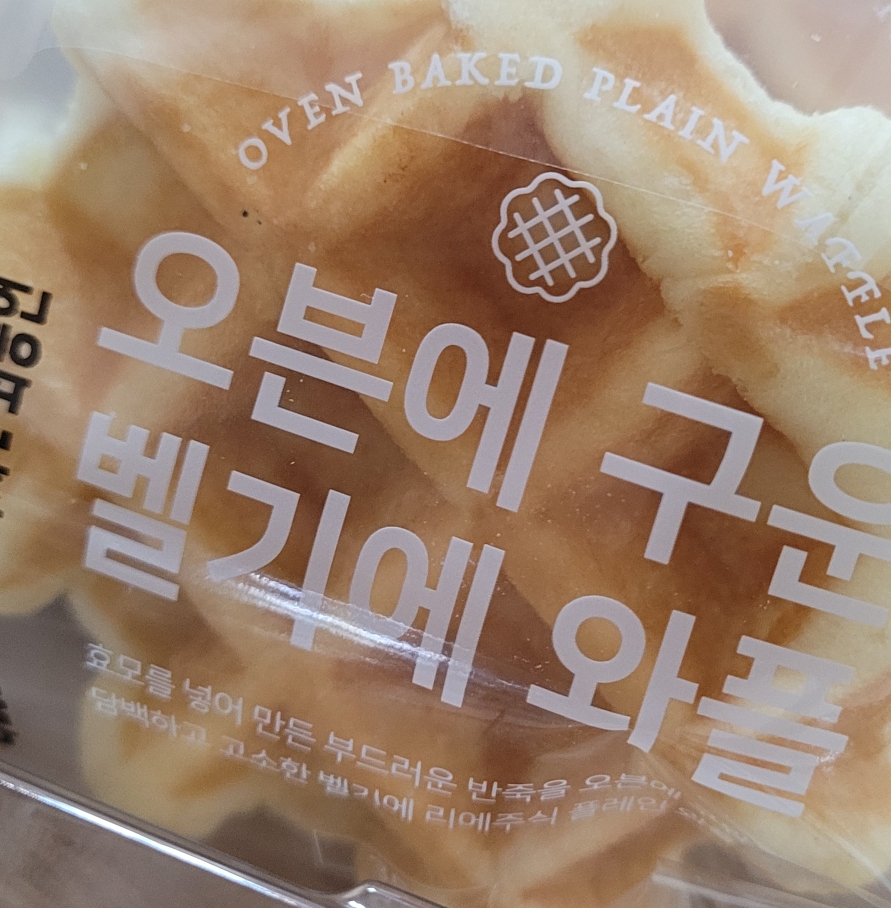 OVEN BAKED PLAIN WAFFLE
오븐에 구운
벨기에 와플
효모를 넣어 만든 부드러운 반죽을 오븐에
담백하고 고소한 벨기에 리에주식 플레인